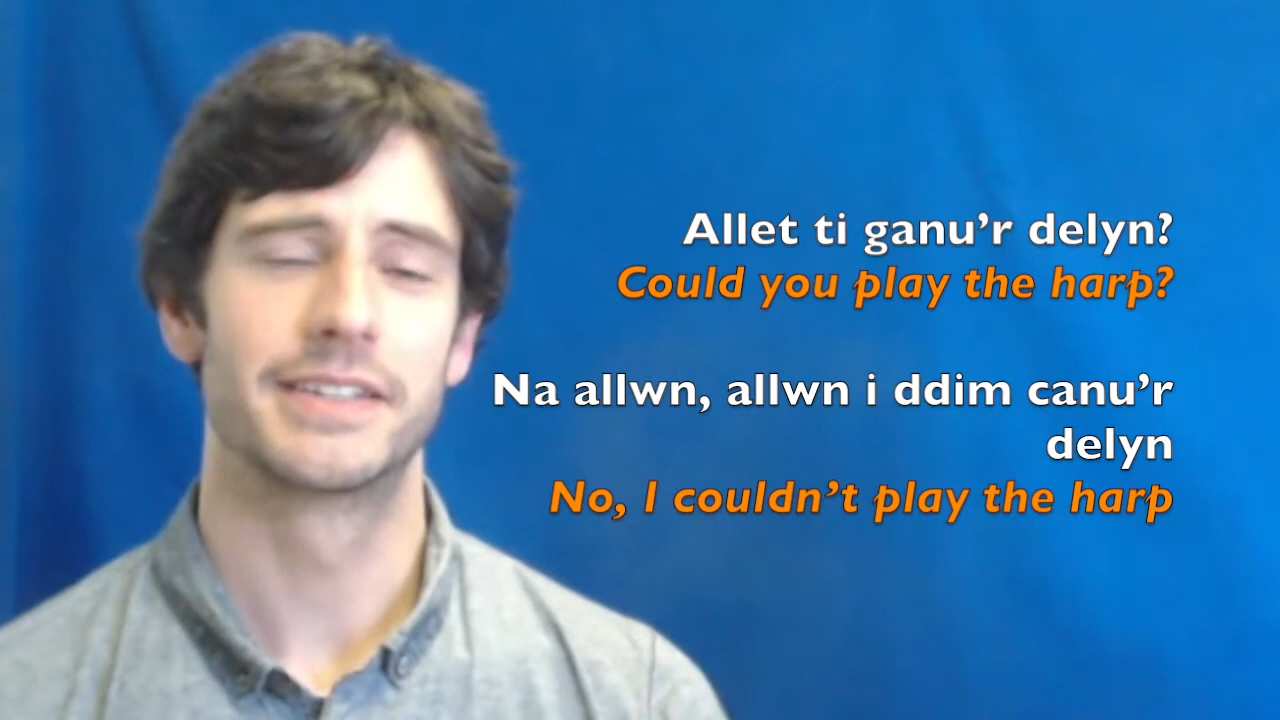 Allet ti ganu’r delyn?
Could you play the harp?
Na allwn, allwn i ddim canu’r
delyn
No, I couldn’t play the harp